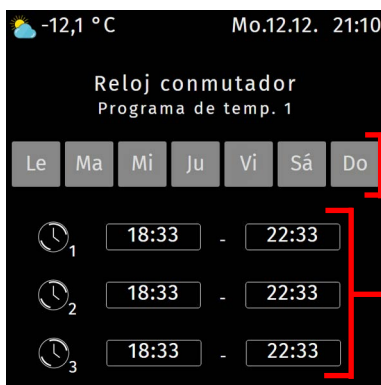 -12,1 °C Mo.12.12. 21:10
Reloj conmutador
Programa de temp. 1
Le Ma Mi Ju Vi Sá Do
1 18:33 - 22:33
2 18:33 - 22:33
3 18:33 - 22:33